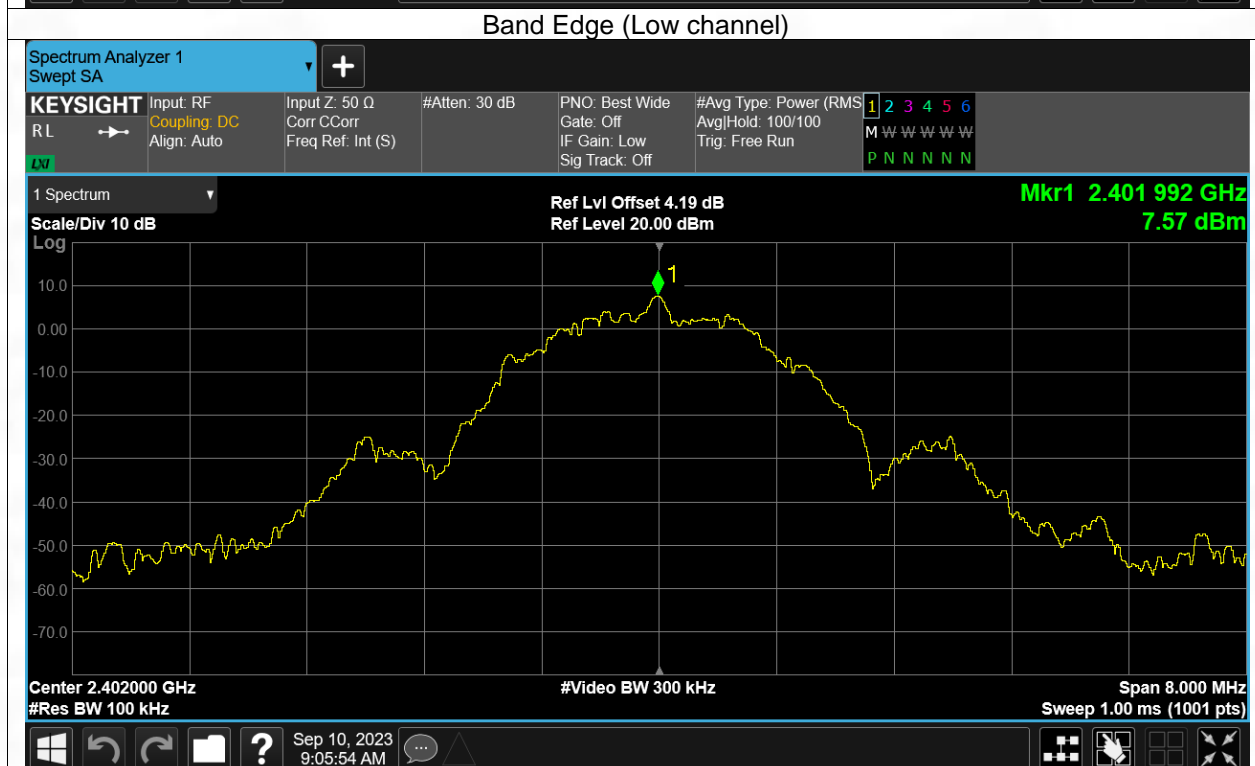 Band Edge (Low channel)
Spectrum Analyzer 1
Swept SA
KEYSIGHT
R L
LXI
Input: RF
Coupling: DC
Align: Auto
Input Z: 50 Ω
Corr CCorr
Freq Ref: Int (S)
#Atten: 30 dB
PNO: Best Wide
Gate: Off
IF Gain: Low
Sig Track: Off
#Avg Type: Power (RMS
Avg|Hold: 100/100
Trig: Free Run
1 2 3 4 5 6
M W W W W W
P N N N N N
1 Spectrum
Scale/Div 10 dB
Ref Lvl Offset 4.19 dB
Ref Level 20.00 dBm
Mkr1 2.401 992 GHz
7.57 dBm
Log
1
10.0
0.00
-10.0
-20.0
-30.0
-40.0
-50.0
-60.0
-70.0
Center 2.402000 GHz
#Res BW 100 kHz
#Video BW 300 kHz
Span 8.000 MHz
Sweep 1.00 ms (1001 pts)
?
Sep 10, 2023
9:05:54 AM